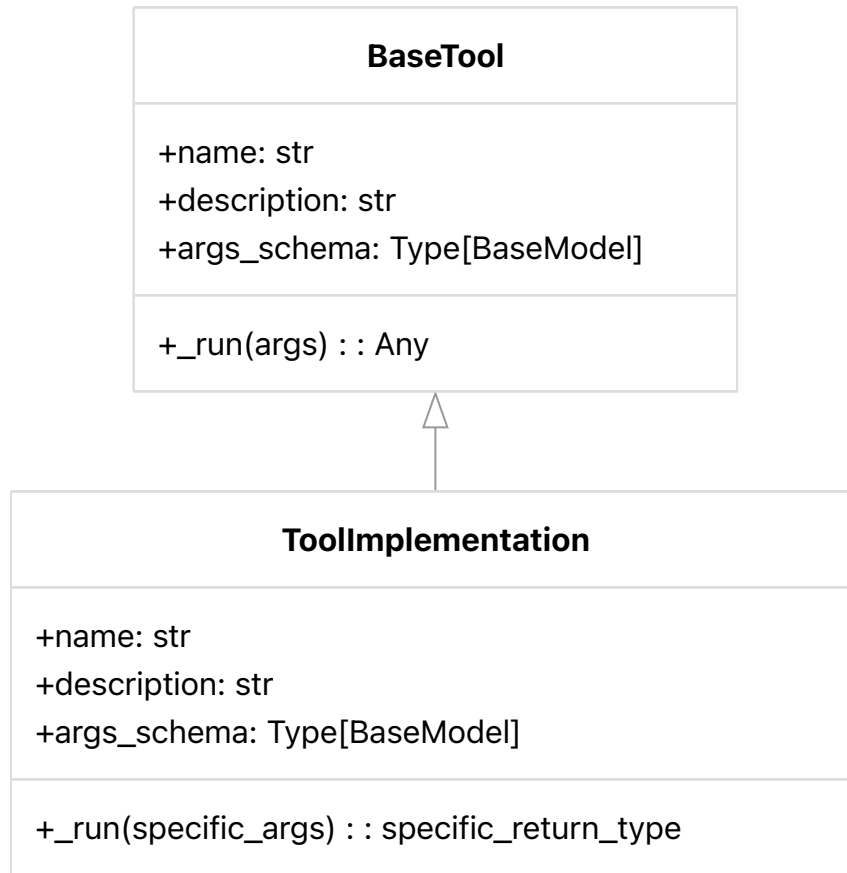 BaseTool
+name: str
+description: str
+args_schema: Type[BaseModel]
+_run(args) : : Any
ToolImplementation
+name: str
+description: str
+args_schema: Type[BaseModel]
+_run(specific_args) : : specific_return_type